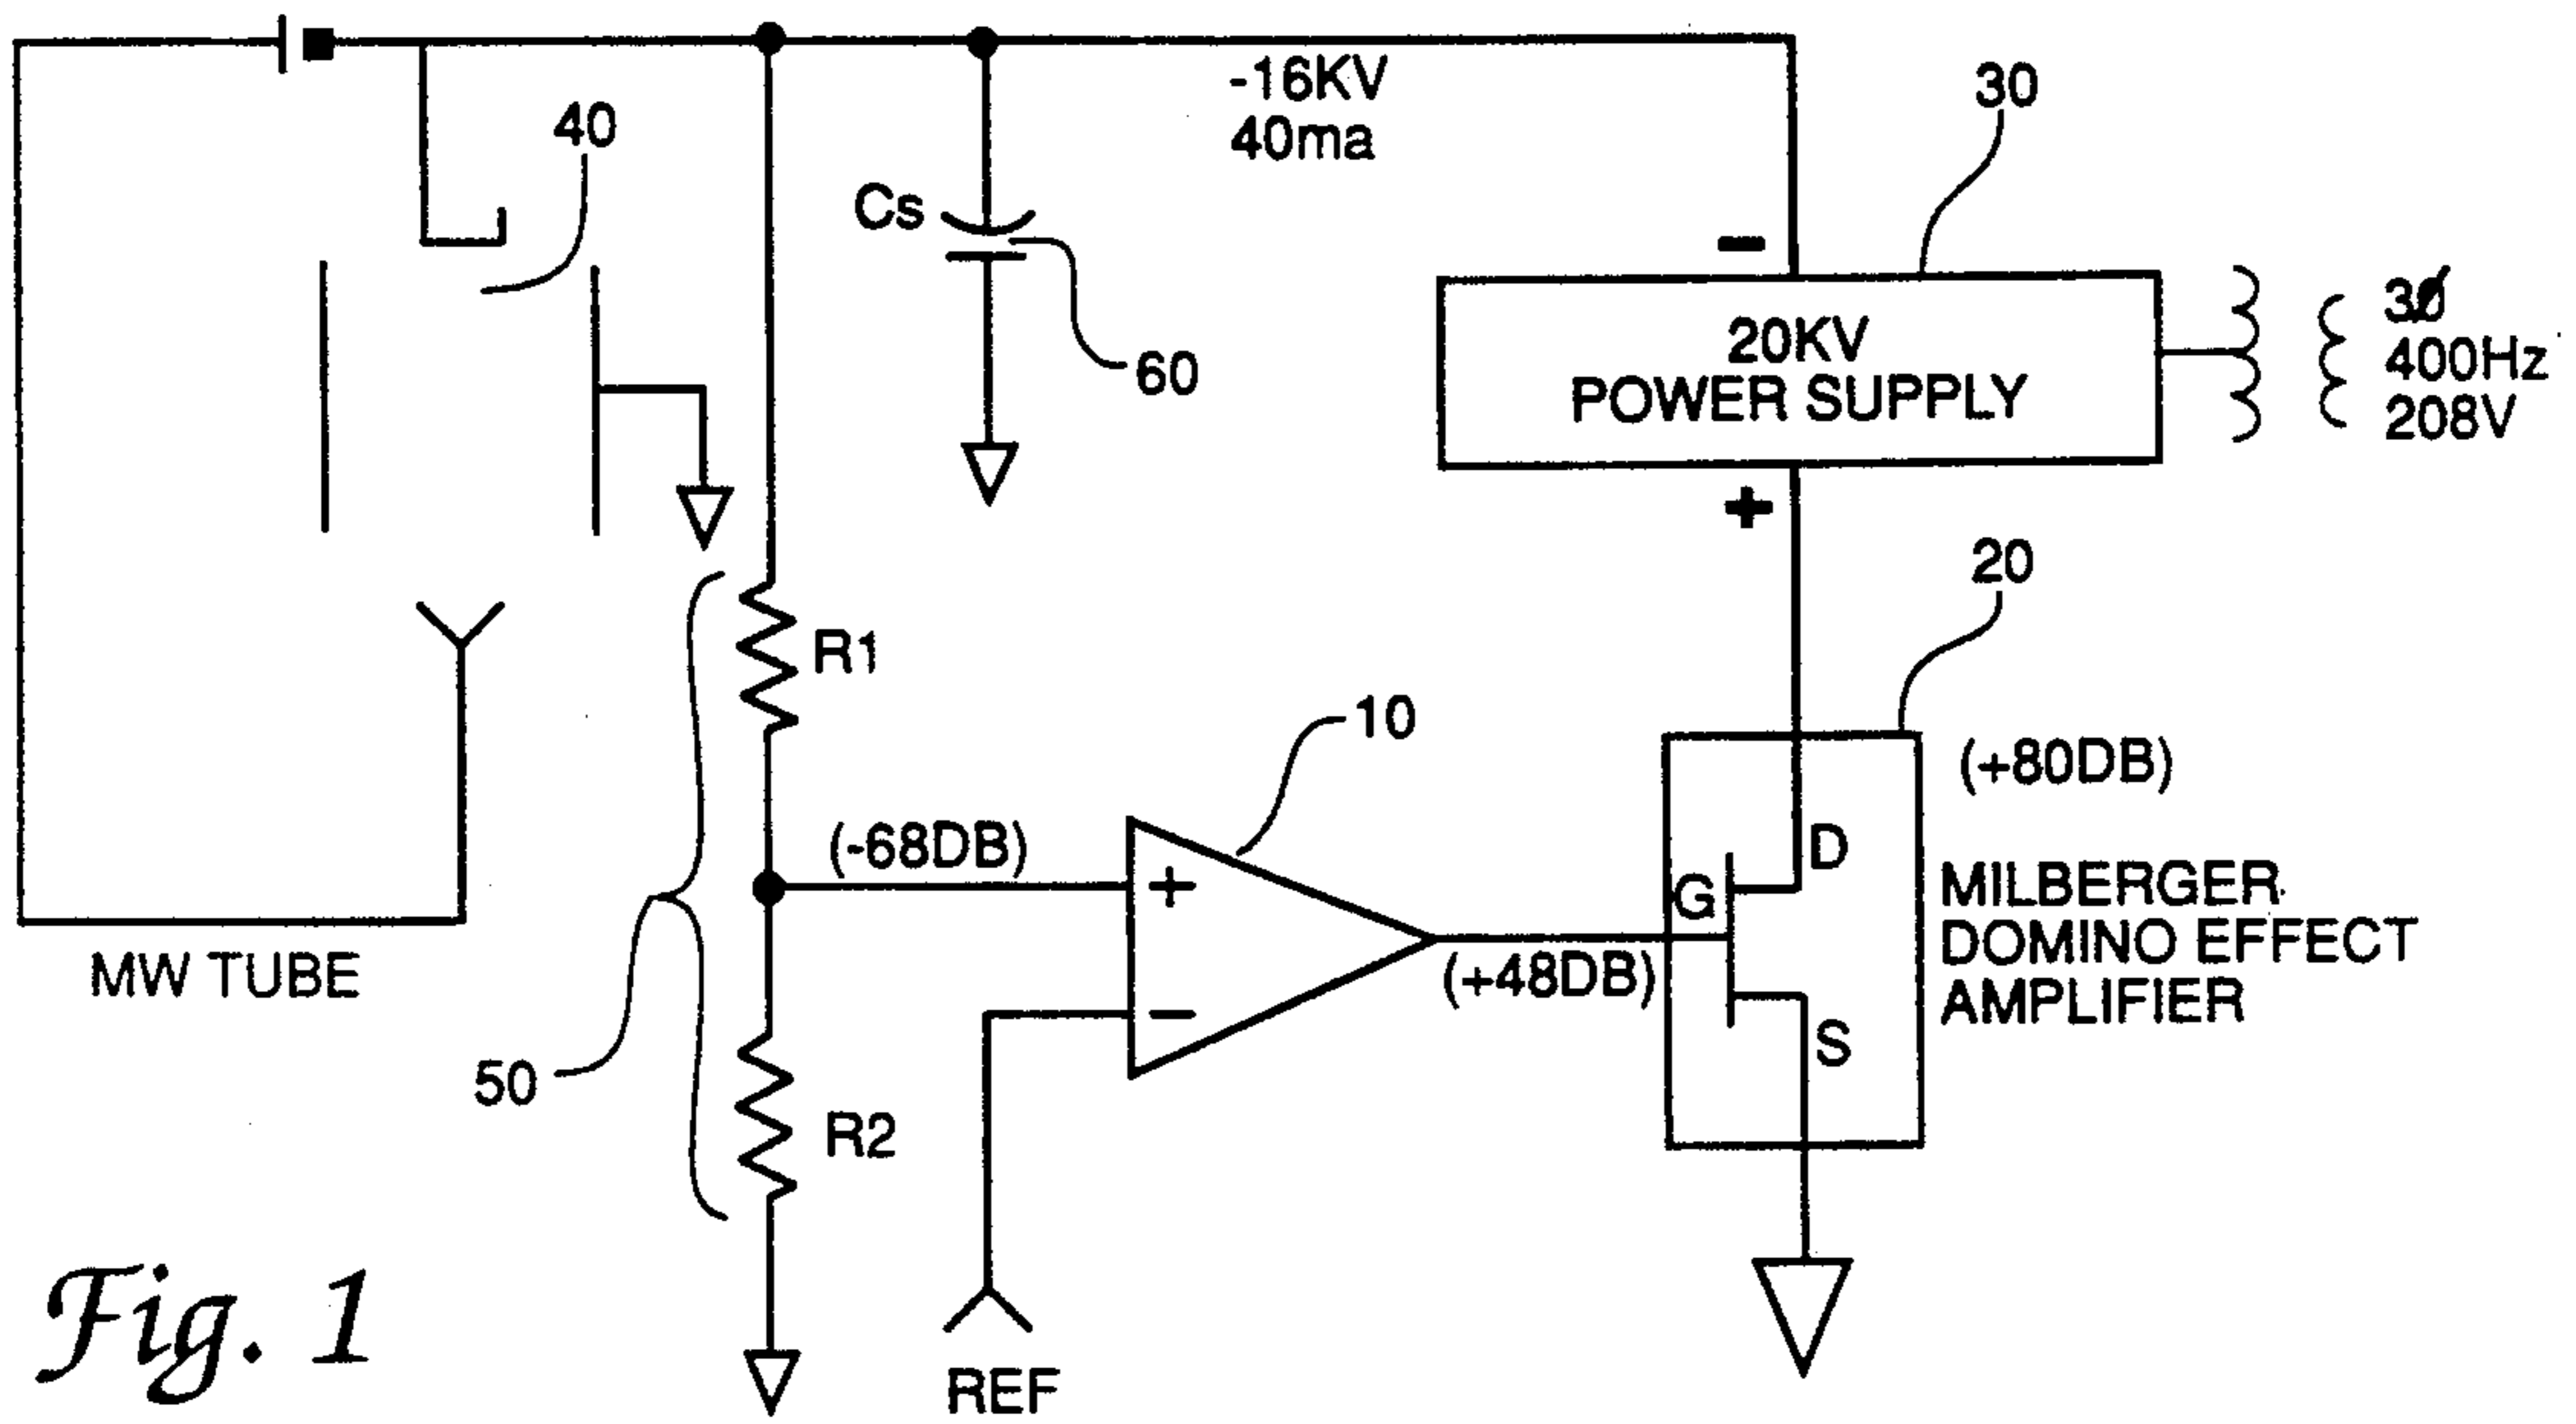 -16KV
40ma
30
40
Cs
60
-
20KV
POWER SUPPLY
3ø
400Hz
208V
+
20
R1
10
(+80DB)
(-68DB)
+
-
(+48DB)
G
D
S
MILBERGER
DOMINO EFFECT
AMPLIFIER
MW TUBE
50
R2
REF
Fig. 1